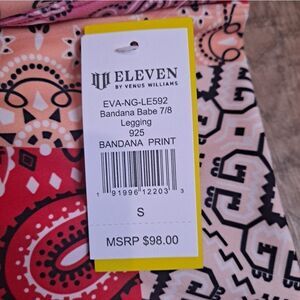 ELEVEN
BY VENUS WILLIAMS
EVA-NG-LE592
Bandana Babe 7/8
Legging
925
BANDANA PRINT
1 91996 12203 3
S
MSRP $98.00